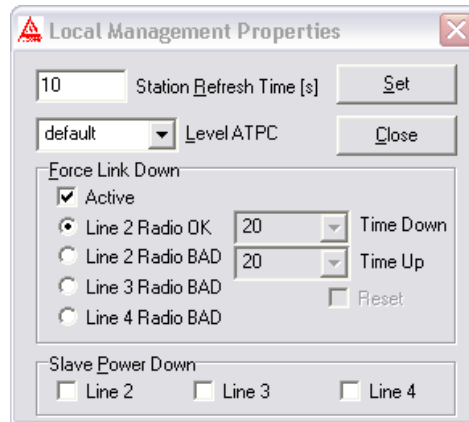 Local Management Properties
10 Station Refresh Time [s] Set
default Level ATPC Close
Force Link Down
Active
Line 2 Radio OK 20 Time Down
Line 2 Radio BAD 20 Time Up
Line 3 Radio BAD Reset
Line 4 Radio BAD
Slave Power Down
Line 2 Line 3 Line 4